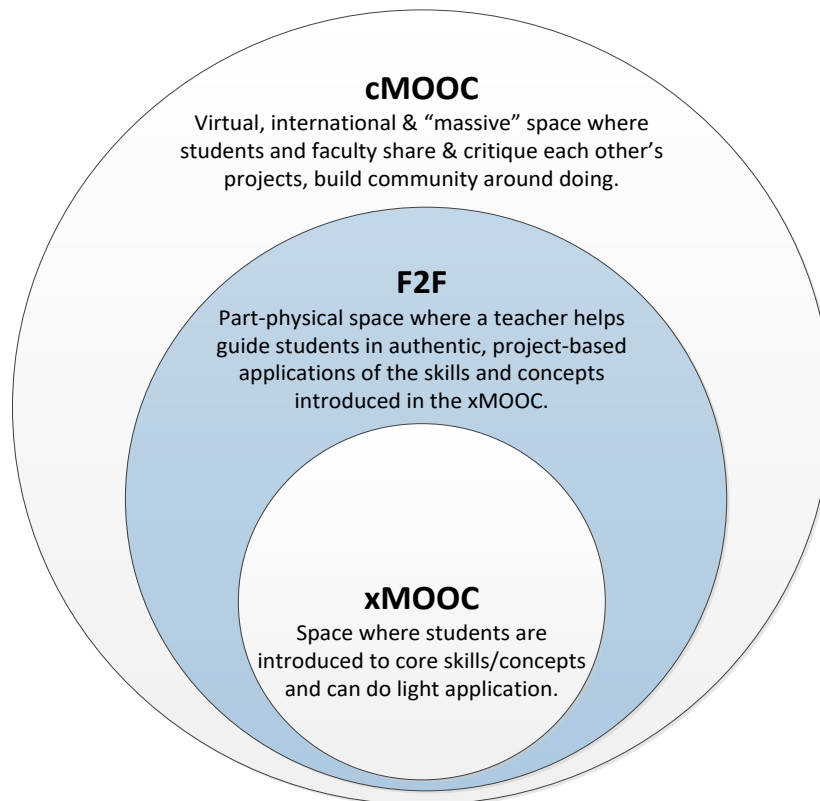 cMOOC
Virtual, international & “massive” space where
students and faculty share & critique each other’s
projects, build community around doing.
F2F
Part-physical space where a teacher helps
guide students in authentic, project-based
applications of the skills and concepts
introduced in the xMOOC.
xMOOC
Space where students are
introduced to core skills/concepts
and can do light application.